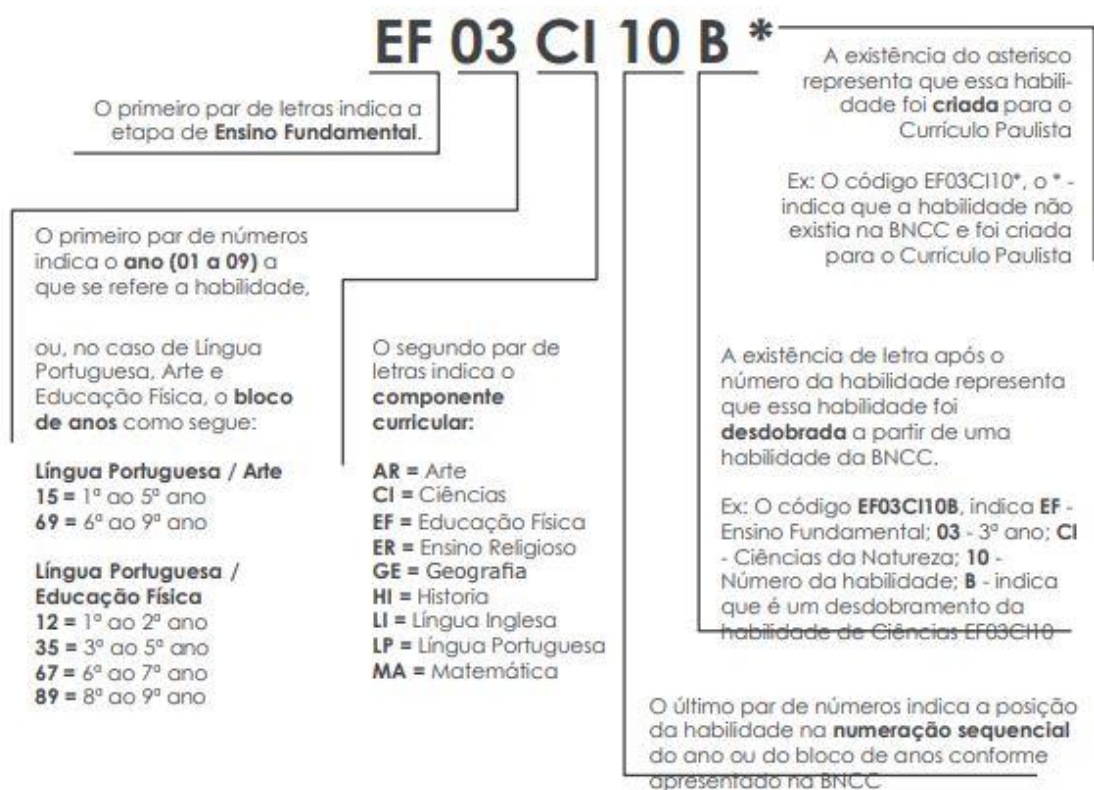 EF 03 CI 10 B *
O primeiro par de letras indica a
etapa de Ensino Fundamental.
A existência do asterisco
representa que essa habili-
dade foi criada para o
Currículo Paulista
Ex: O código EF03CI10*, o * -
indica que a habilidade não
existia na BNCC e foi criada
para o Currículo Paulista
O primeiro par de números
indica o ano (01 a 09) a
que se refere a habilidade,
ou, no caso de Língua
Portuguesa, Arte e
Educação Física, o bloco
de anos como segue:
Língua Portuguesa / Arte
15 = 1º ao 5º ano
69 = 6º ao 9º ano
Língua Portuguesa /
Educação Física
12 = 1º ao 2º ano
35 = 3º ao 5º ano
67 = 6º ao 7º ano
89 = 8º ao 9º ano
O segundo par de
letras indica o
componente
curricular:
AR = Arte
CI = Ciências
EF = Educação Física
ER = Ensino Religioso
GE = Geografia
HI = Historia
LI = Língua Inglesa
LP = Língua Portuguesa
MA = Matemática
A existência de letra após o
número da habilidade representa
que essa habilidade foi
desdobrada a partir de uma
habilidade da BNCC.
Ex: O código EF03CI10B, indica EF -
Ensino Fundamental; 03 - 3º ano; CI
- Ciências da Natureza; 10 -
Número da habilidade; B - indica
que é um desdobramento da
habilidade de Ciências EF03CI10
O último par de números indica a posição
da habilidade na numeração sequencial
do ano ou do bloco de anos conforme
apresentado na BNCC